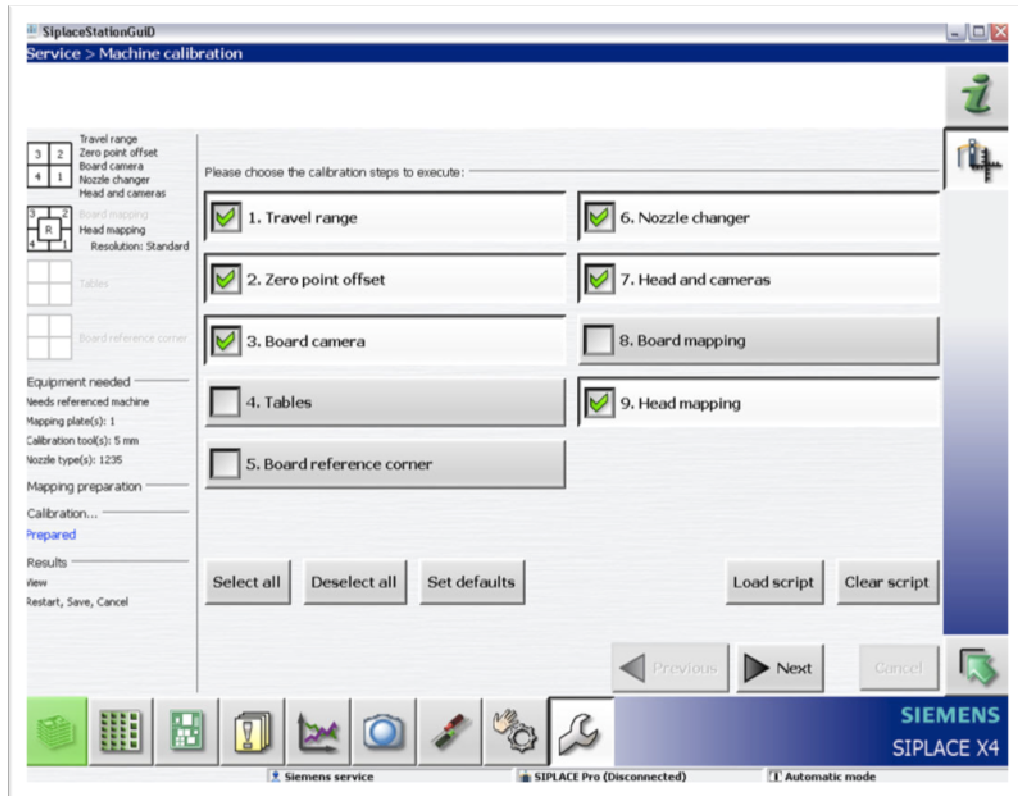 SiplaceStationGuiD
Service > Machine calibration
Travel range
Zero point offset
Board camera
Nozzle changer
Head and cameras
3 2
4 1
Board mapping
Head mapping
Resolution: Standard
3 2
R
4 1
Tables
Board reference corner
Equipment needed
Needs referenced machine
Mapping plate(s): 1
Calibration tool(s): 5 mm
Nozzle type(s): 1235
Mapping preparation
Calibration...
Prepared
Results
View
Restart, Save, Cancel
Please choose the calibration steps to execute:
1. Travel range
2. Zero point offset
3. Board camera
4. Tables
5. Board reference corner
6. Nozzle changer
7. Head and cameras
8. Board mapping
9. Head mapping
Select all Deselect all Set defaults Load script Clear script
Previous Next Cancel
SIEMENS
SIPLACE X4
Siemens service SIPLACE Pro (Disconnected) Automatic mode